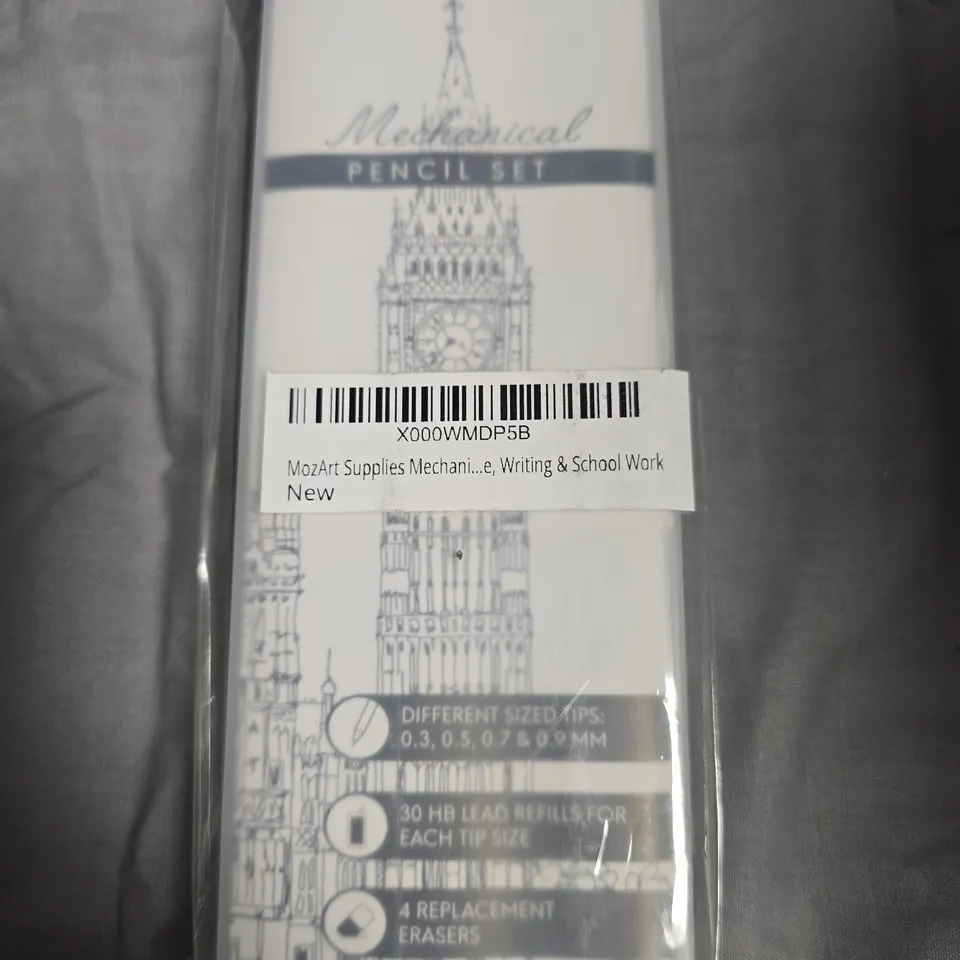 Mechanical
PENCIL SET
X000WMDP5B
MozArt Supplies Mechani...e, Writing & School Work
New
DIFFERENT SIZED TIPS:
0.3, 0.5, 0.7 & 0.9 MM
30 HB LEAD REFILLS FOR
EACH TIP SIZE
4 REPLACEMENT
ERASERS